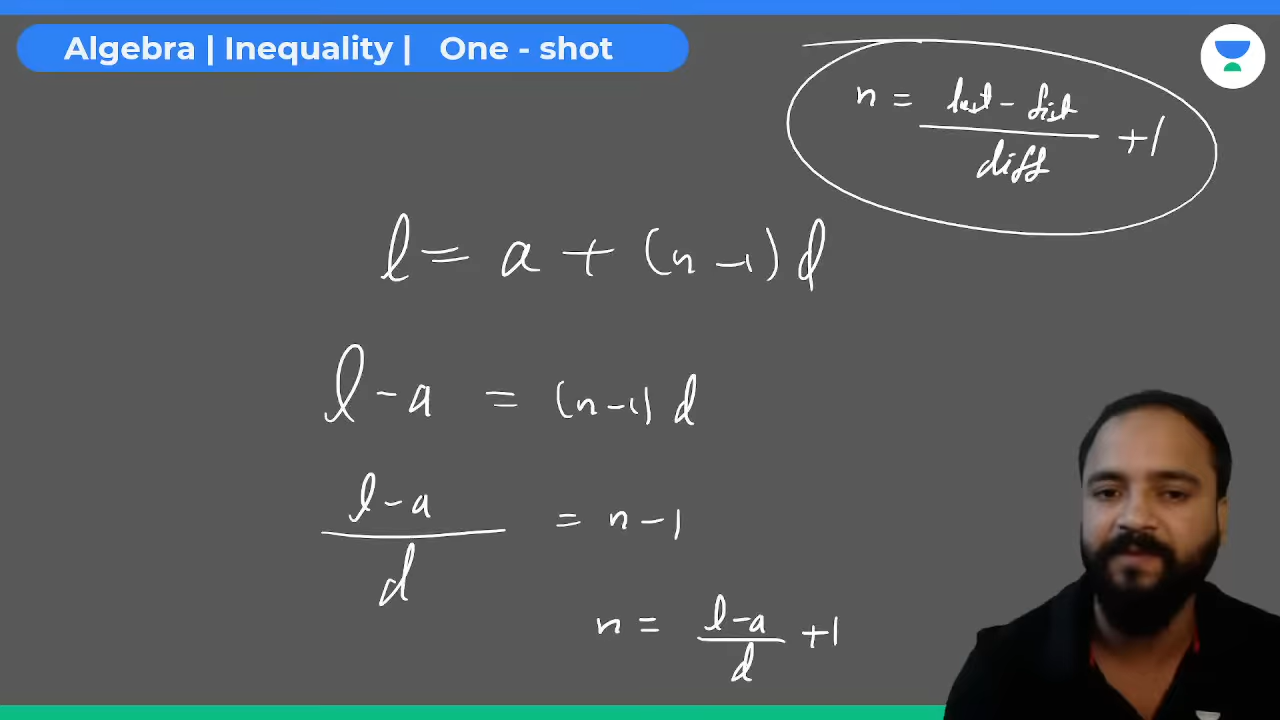 Algebra | Inequality | One - shot
n = last - first / diff + 1
l = a + (n - 1) d
l - a = (n - 1) d
l - a / d = n - 1
n = l - a / d + 1